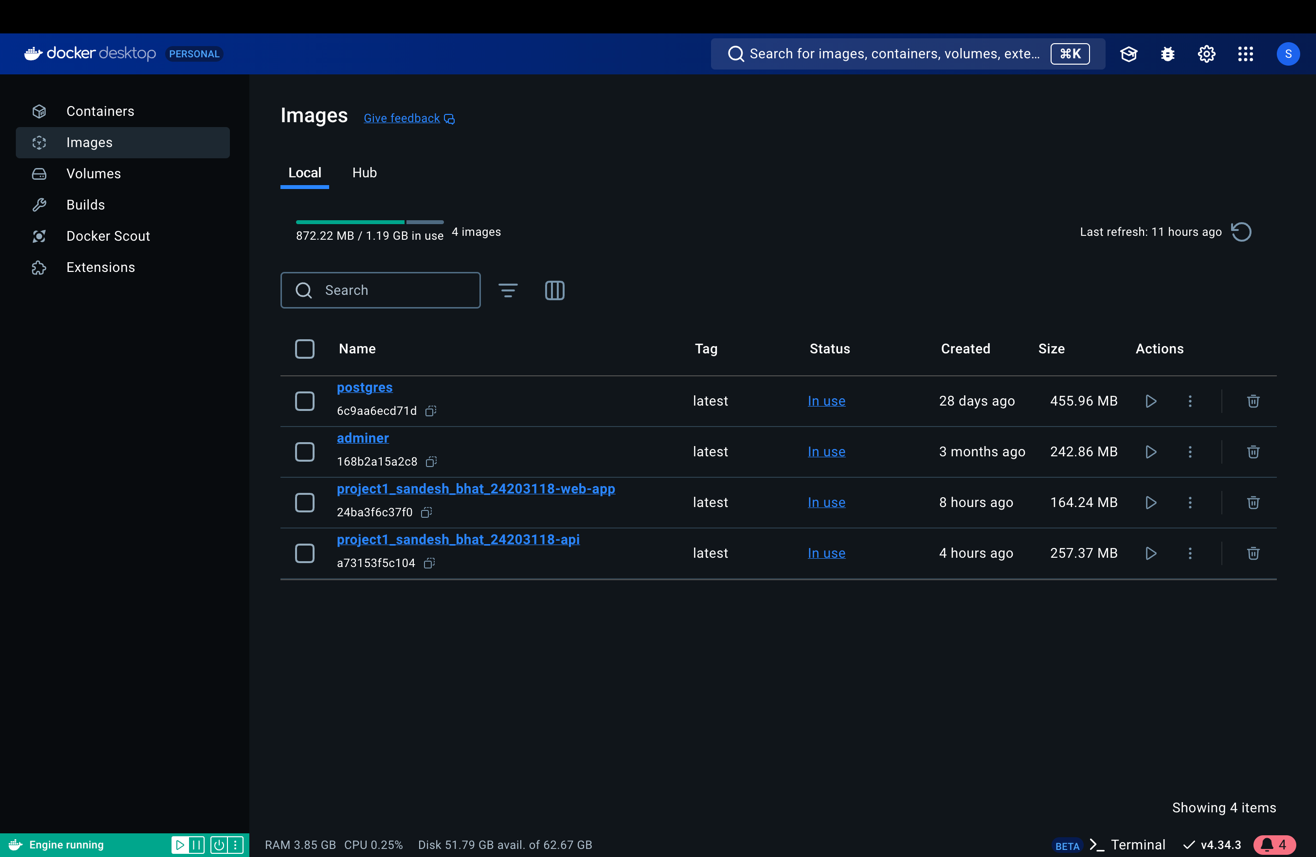 docker desktop PERSONAL
Search for images, containers, volumes, exte... ⌘K
S
Containers
Images
Volumes
Builds
Docker Scout
Extensions
Images Give feedback
Local Hub
872.22 MB / 1.19 GB in use 4 images
Last refresh: 11 hours ago
Search
Name Tag Status Created Size Actions
postgres
6c9aa6ecd71d
latest In use 28 days ago 455.96 MB
adminer
168b2a15a2c8
latest In use 3 months ago 242.86 MB
project1_sandesh_bhat_24203118-web-app
24ba3f6c37f0
latest In use 8 hours ago 164.24 MB
project1_sandesh_bhat_24203118-api
a73153f5c104
latest In use 4 hours ago 257.37 MB
Showing 4 items
Engine running
RAM 3.85 GB CPU 0.25% Disk 51.79 GB avail. of 62.67 GB
BETA >_ Terminal v4.34.3 4